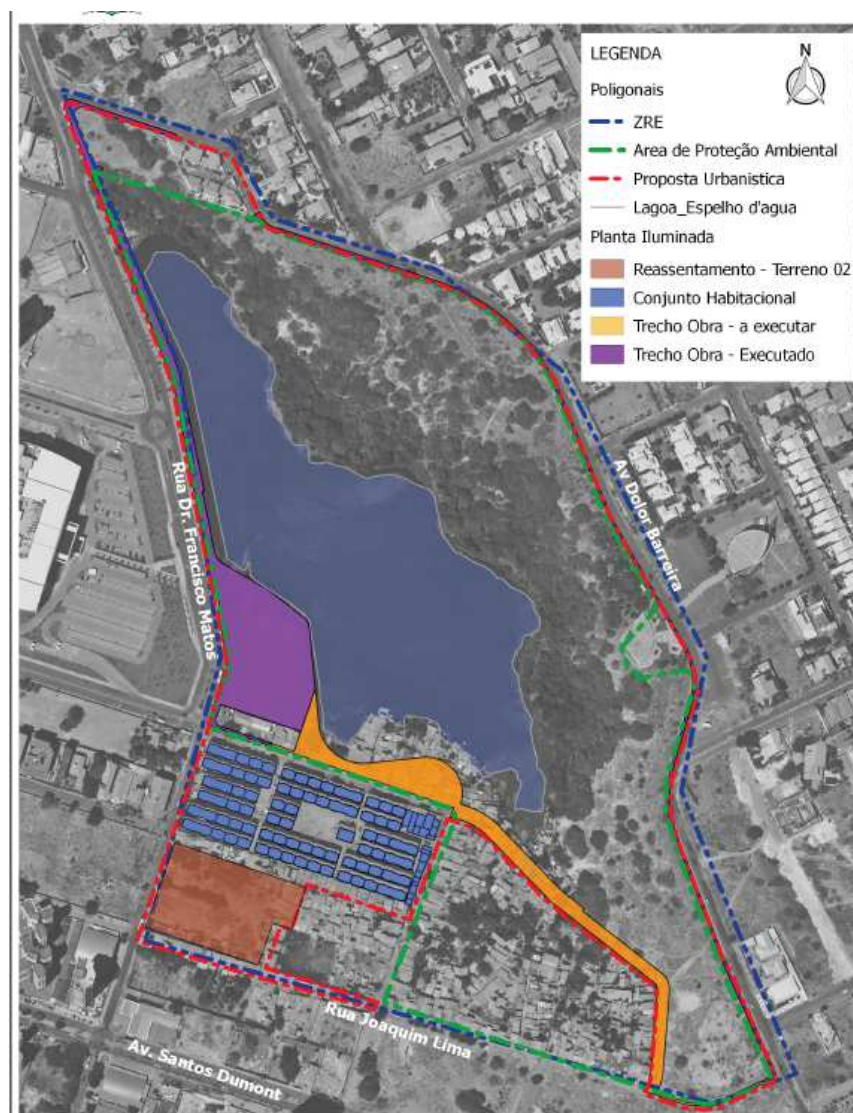 LEGENDA
N
Poligonais
ZRE
Area de Proteção Ambiental
Proposta Urbanistica
Lagoa_Espelho d'agua
Planta Iluminada
Reassentamento - Terreno 02
Conjunto Habitacional
Trecho Obra - a executar
Trecho Obra - Executado
Rua Dr. Francisco Matos
Av Dolor Barreira
Rua Joaquim Lima
Av. Santos Dumont